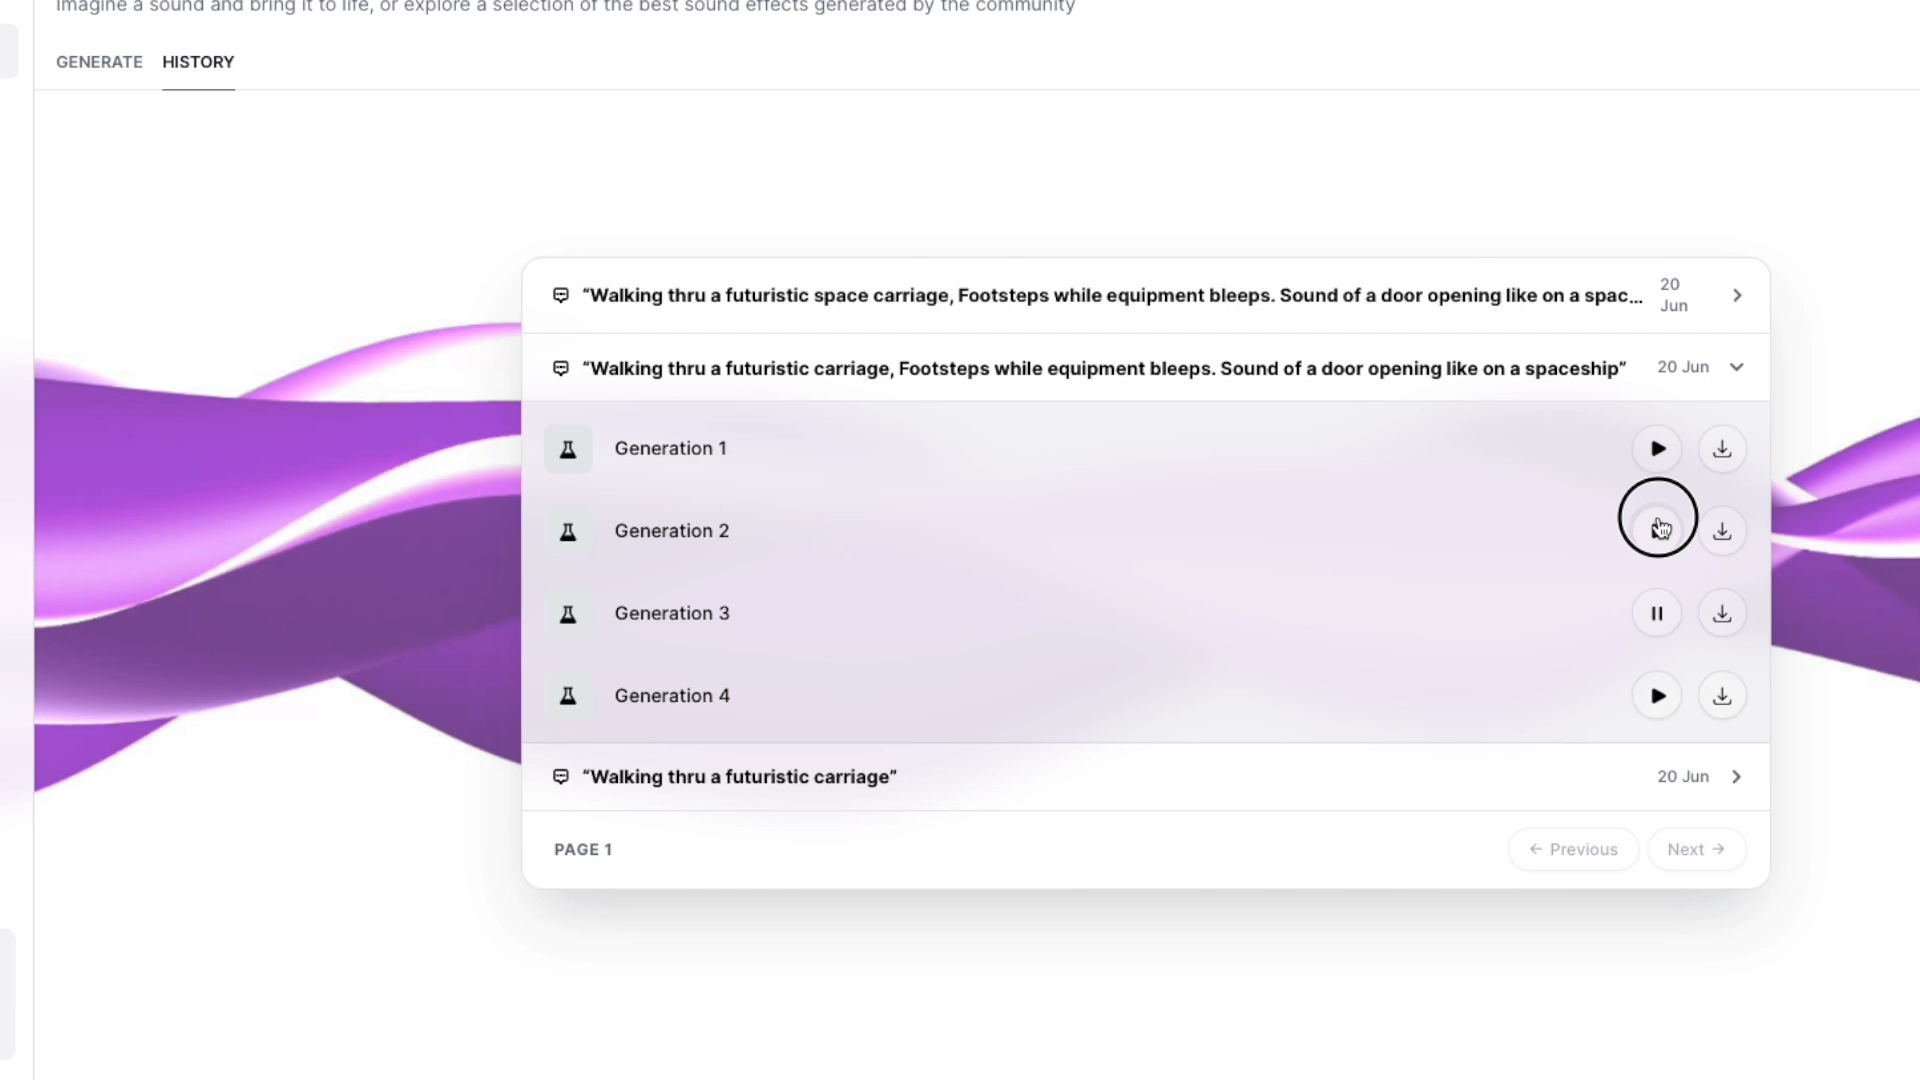 Imagine a sound and bring it to life, or explore a selection of the best sound effects generated by the community
GENERATE HISTORY
“Walking thru a futuristic space carriage, Footsteps while equipment bleeps. Sound of a door opening like on a spac... 20 Jun
“Walking thru a futuristic carriage, Footsteps while equipment bleeps. Sound of a door opening like on a spaceship” 20 Jun
Generation 1
Generation 2
Generation 3
Generation 4
“Walking thru a futuristic carriage” 20 Jun
PAGE 1 ← Previous Next →